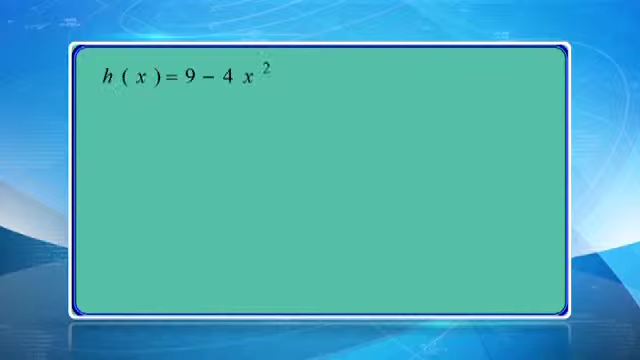 h ( x ) = 9 − 4 x ²